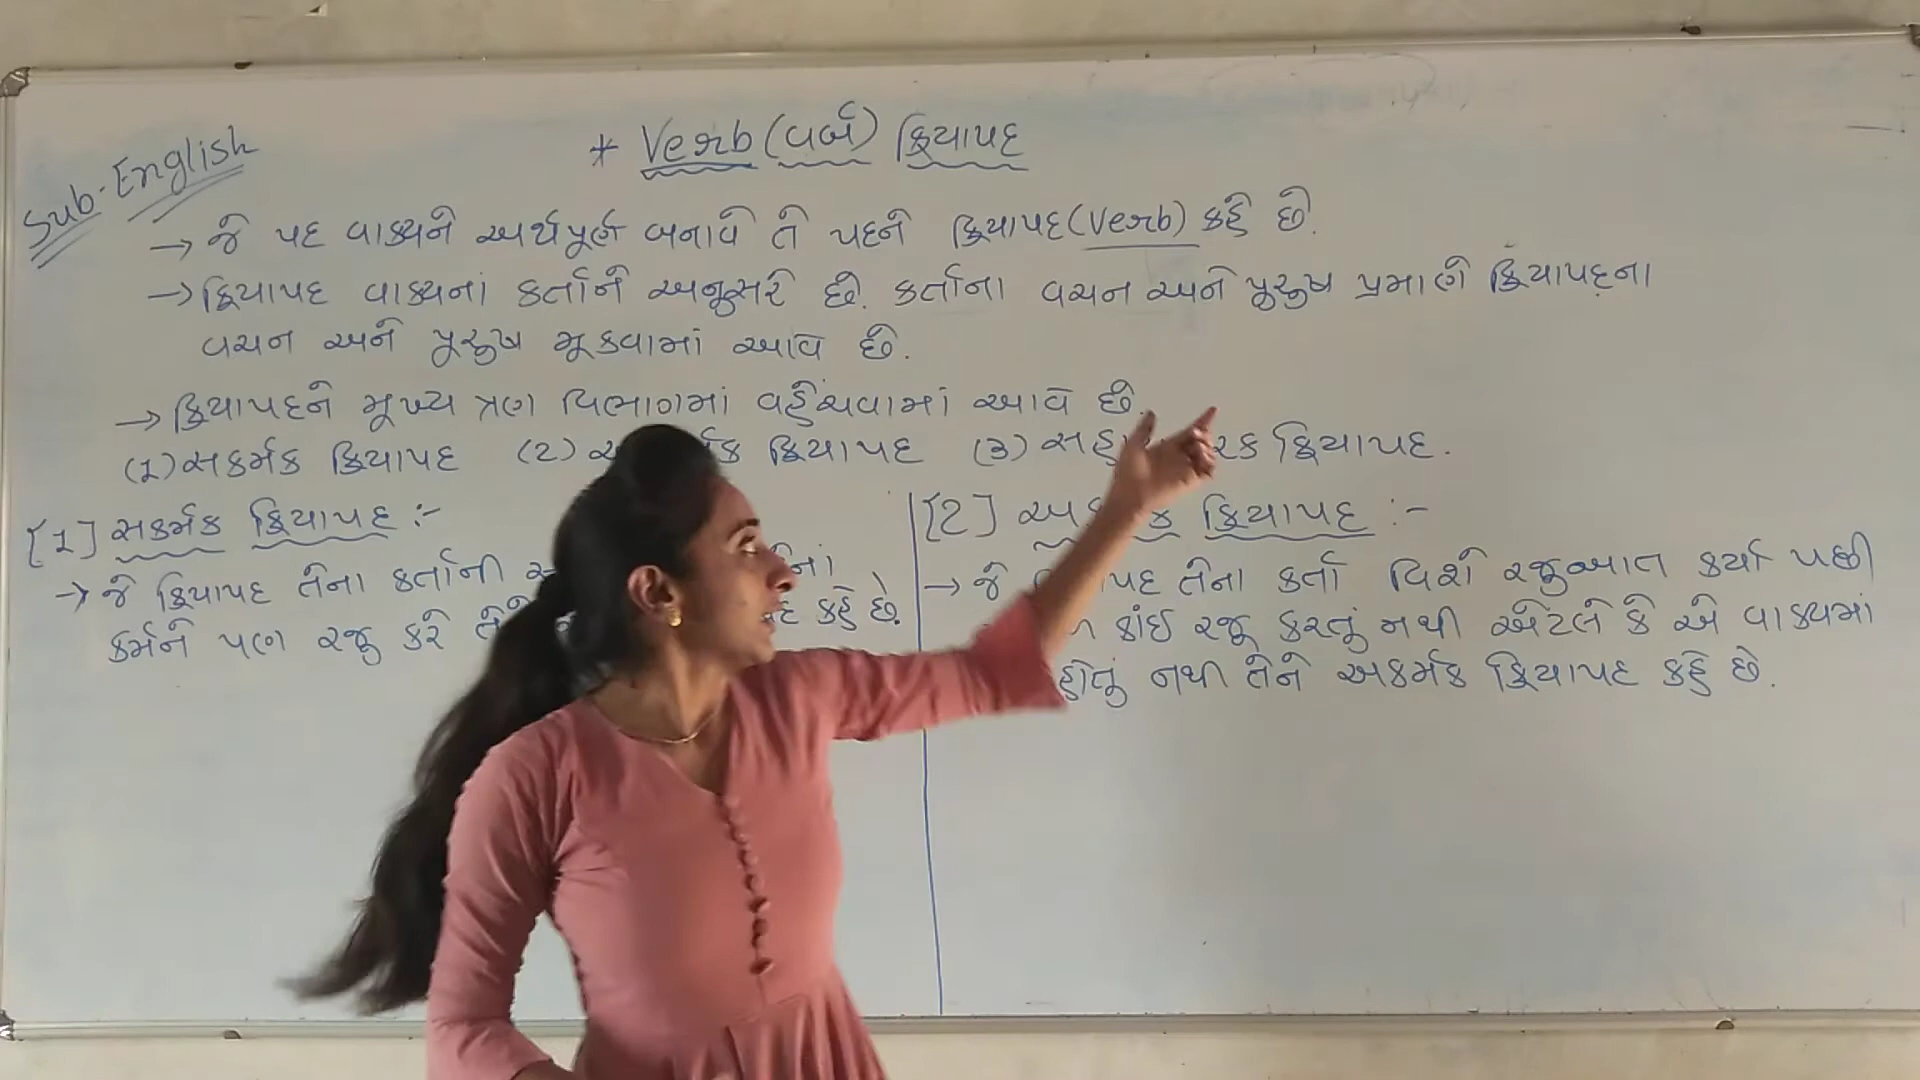 Sub-English
* Verb (વર્બ) ક્રિયાપદ
→ જે પદ વાક્યને અર્થપૂર્ણ બનાવે તે પદને ક્રિયાપદ (Verb) કહે છે.
→ ક્રિયાપદ વાક્યનાં કર્તાને અનુસરે છે. કર્તાના વચન અને પુરુષ પ્રમાણે ક્રિયાપદના
વચન અને પુરુષ મૂકવામાં આવે છે.
→ ક્રિયાપદને મૂખ્ય ત્રણ વિભાગમાં વહેંચવામાં આવે છે.
(1) સકર્મક ક્રિયાપદ (2) ક્રિયાપદ (3) ક્રિયાપદ.
[1] સકર્મક ક્રિયાપદ :-
→ જે ક્રિયાપદ તેના કર્તાની
કર્મને પણ રજુ કરે કહે છે.
[2] ક્રિયાપદ :-
→ જે તેના કર્તા વિશે રજુઆત કર્યા પછી
કાંઇ રજૂ કરતું નથી એટલે કે એ વાક્યમાં
હોતું નથી તેને અકર્મક ક્રિયાપદ કહે છે.